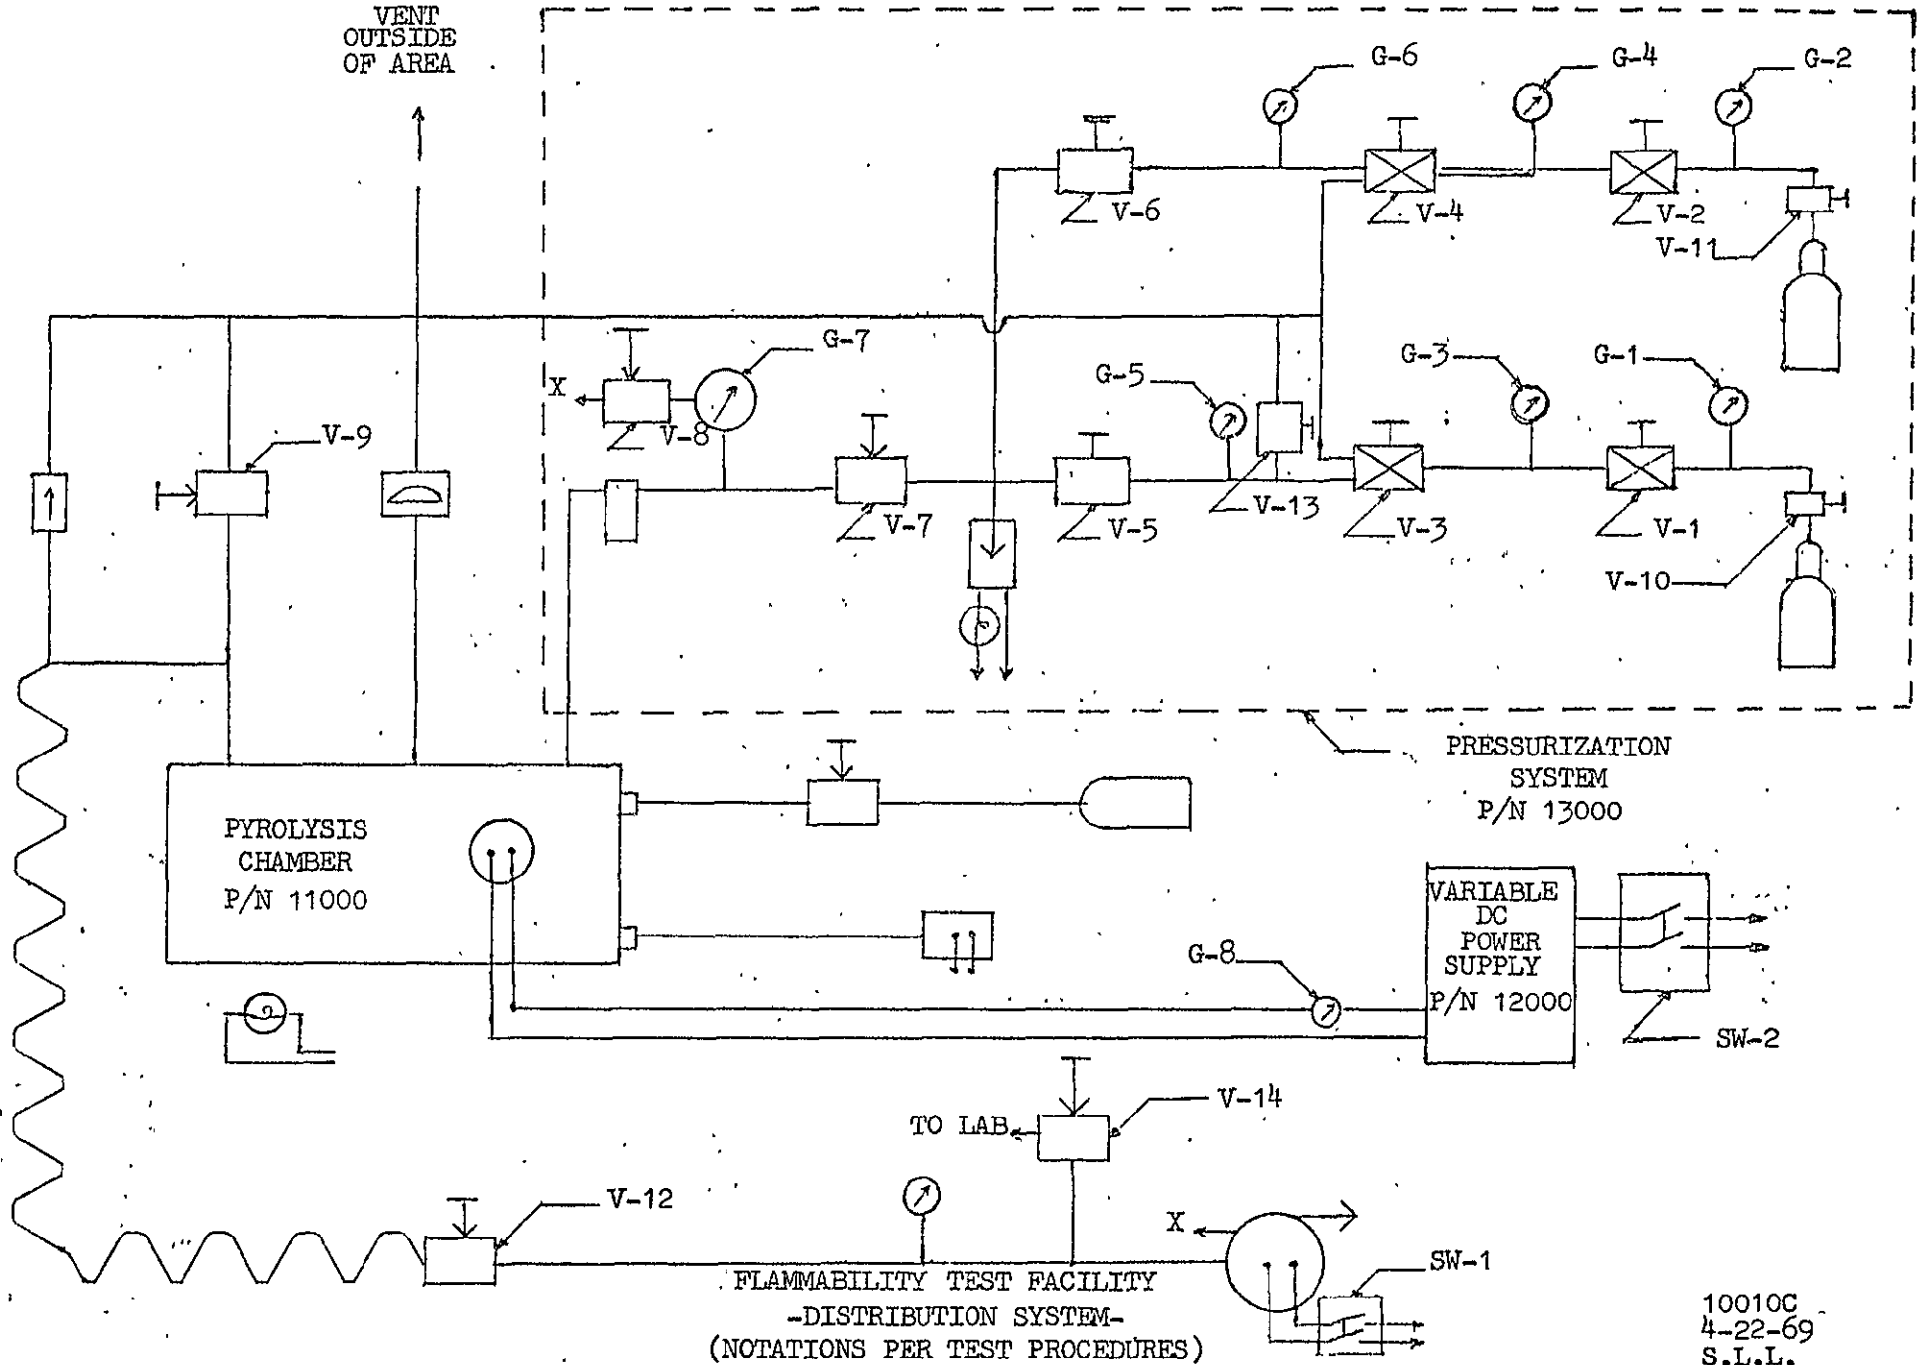 VENT
OUTSIDE
OF AREA
G-6
G-4
G-2
V-6
V-4
V-2
V-11
G-7
X
V-8
G-5
G-3
G-1
V-9
V-7
V-5
V-13
V-3
V-1
V-10
PRESSURIZATION
SYSTEM
P/N 13000
PYROLYSIS
CHAMBER
P/N 11000
VARIABLE
DC
POWER
SUPPLY
P/N 12000
G-8
SW-2
V-14
TO LAB
V-12
X
SW-1
FLAMMABILITY TEST FACILITY
-DISTRIBUTION SYSTEM-
(NOTATIONS PER TEST PROCEDURES)
10010C
4-22-69
S.L.L.